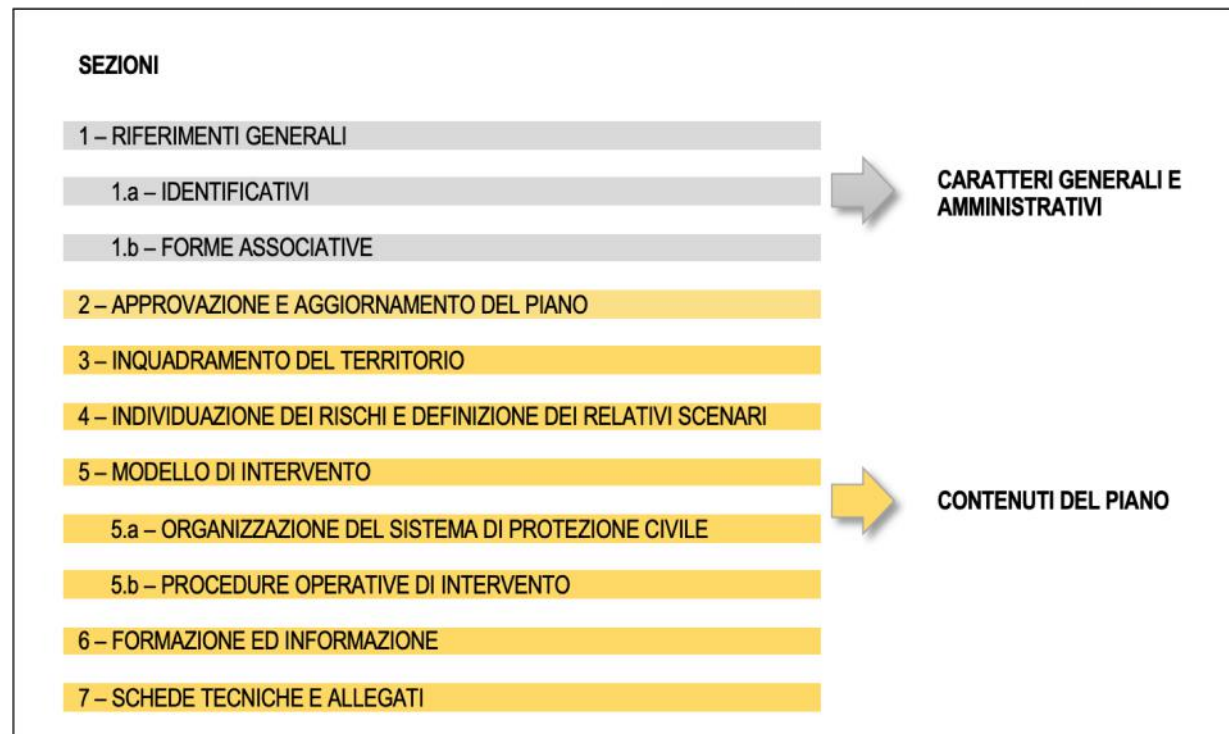 SEZIONI
1 – RIFERIMENTI GENERALI
1.a – IDENTIFICATIVI
1.b – FORME ASSOCIATIVE
CARATTERI GENERALI E
AMMINISTRATIVI
2 – APPROVAZIONE E AGGIORNAMENTO DEL PIANO
3 – INQUADRAMENTO DEL TERRITORIO
4 – INDIVIDUAZIONE DEI RISCHI E DEFINIZIONE DEI RELATIVI SCENARI
5 – MODELLO DI INTERVENTO
5.a – ORGANIZZAZIONE DEL SISTEMA DI PROTEZIONE CIVILE
5.b – PROCEDURE OPERATIVE DI INTERVENTO
6 – FORMAZIONE ED INFORMAZIONE
7 – SCHEDE TECNICHE E ALLEGATI
CONTENUTI DEL PIANO